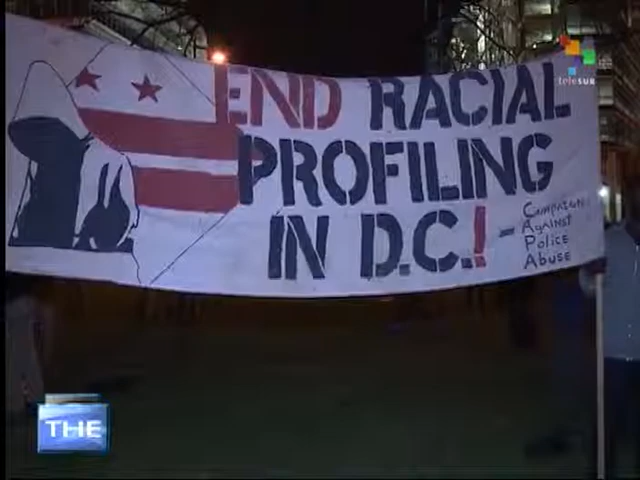 teleSUR
END RACIAL
PROFILING
IN D.C.! - CAMPAIGN
AGAINST
POLICE
ABUSE
THE